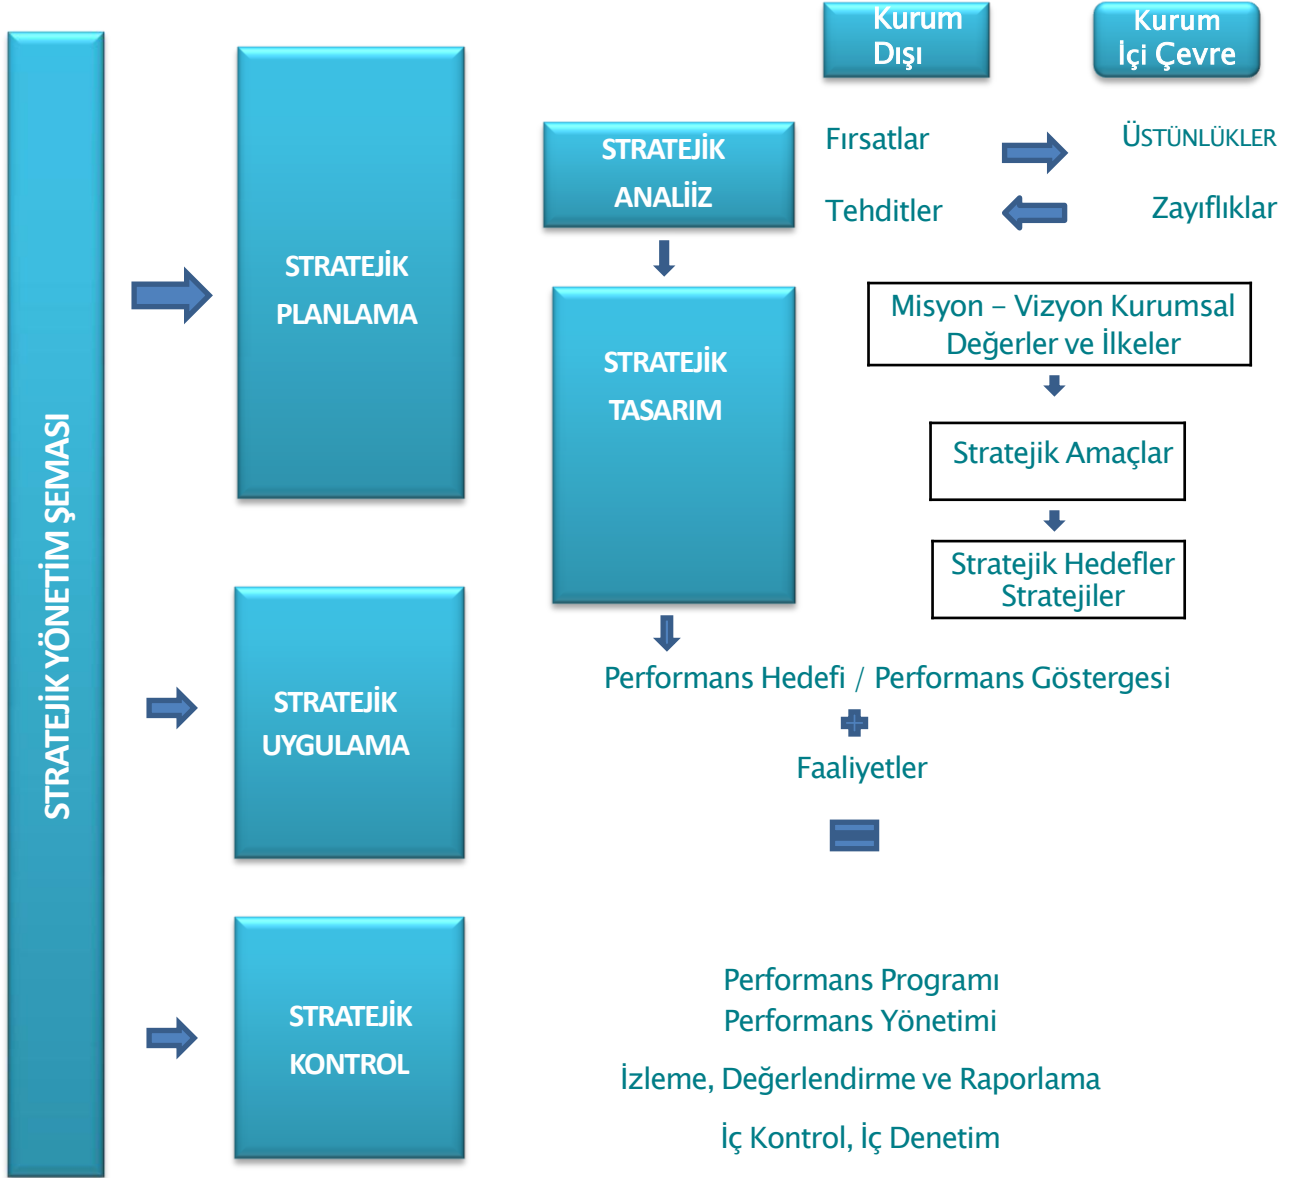 STRATEJİK YÖNETİM ŞEMASI
STRATEJİK
PLANLAMA
STRATEJİK
UYGULAMA
STRATEJİK
KONTROL
Kurum
Dışı
Kurum
İçi Çevre
STRATEJİK
ANALİİZ
Fırsatlar
ÜSTÜNLÜKLER
Tehditler
Zayıflıklar
STRATEJİK
TASARIM
Misyon – Vizyon Kurumsal
Değerler ve İlkeler
Stratejik Amaçlar
Stratejik Hedefler
Stratejiler
Performans Hedefi / Performans Göstergesi
Faaliyetler
Performans Programı
Performans Yönetimi
İzleme, Değerlendirme ve Raporlama
İç Kontrol, İç Denetim